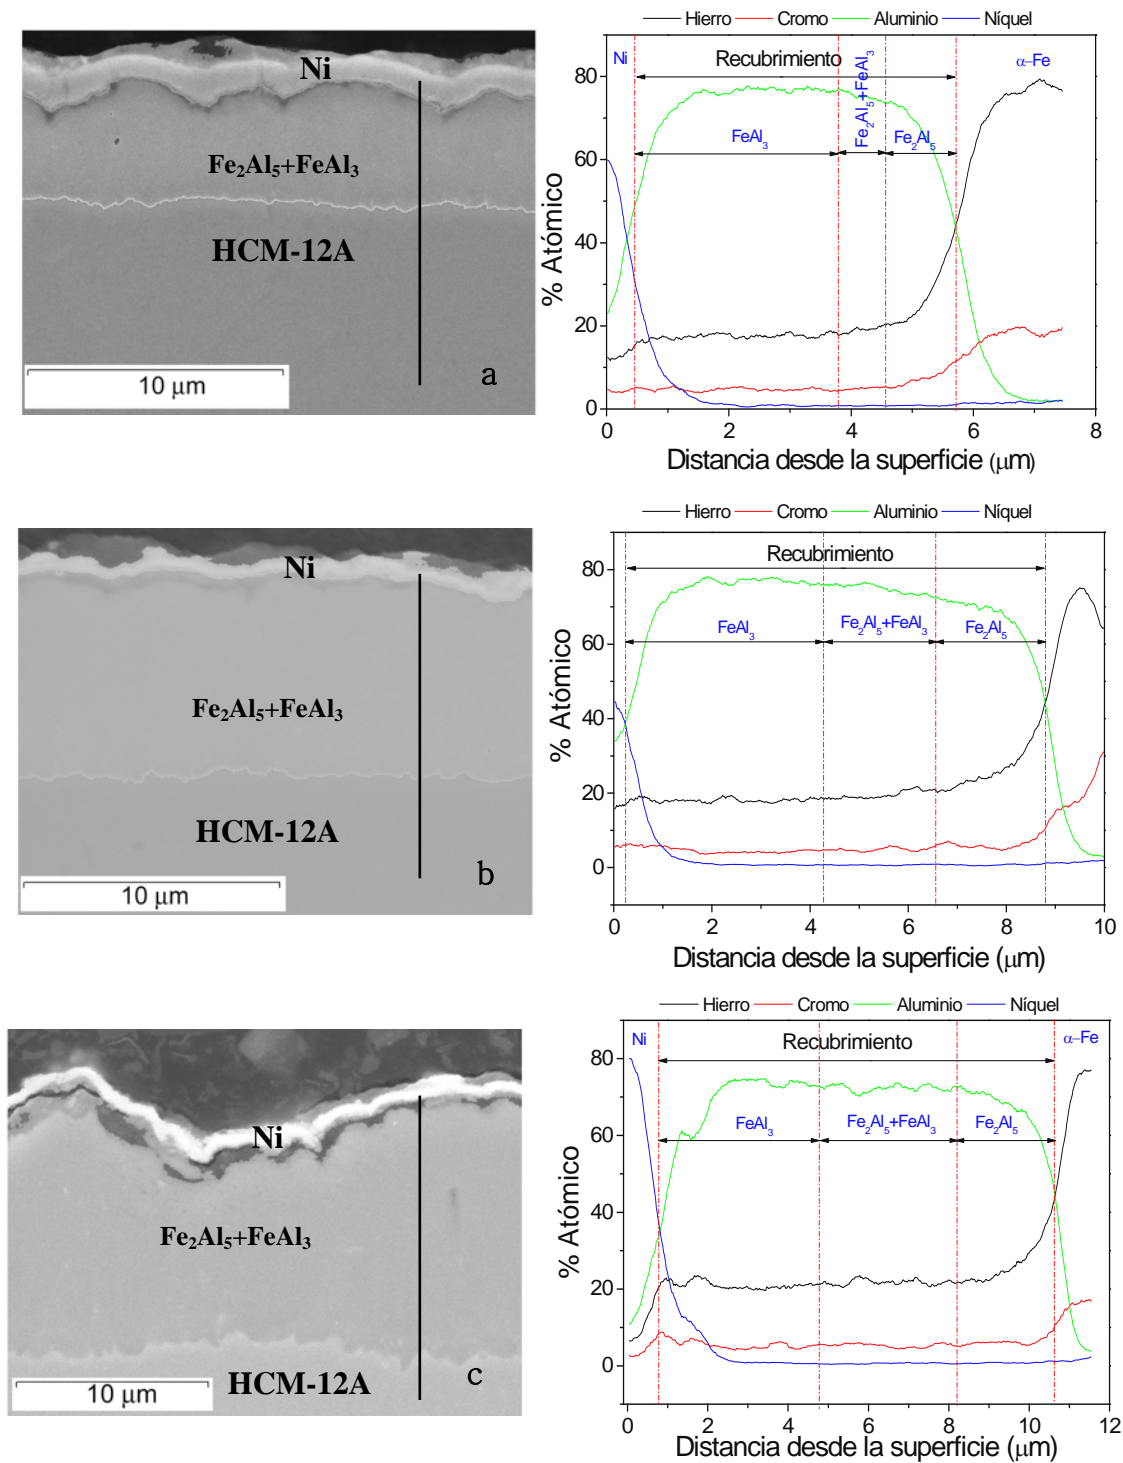 Ni
Fe2Al5+FeAl3
HCM-12A
10 μm
a
Hierro Cromo Aluminio Níquel
Ni
Recubrimiento
α–Fe
FeAl3
Fe2Al5+FeAl3
Fe2Al5
80
60
40
20
0
% Atómico
0 2 4 6 8
Distancia desde la superficie (μm)
Ni
Fe2Al5+FeAl3
HCM-12A
10 μm
b
Hierro Cromo Aluminio Níquel
Recubrimiento
FeAl3
Fe2Al5+FeAl3
Fe2Al5
80
60
40
20
0
% Atómico
0 2 4 6 8 10
Distancia desde la superficie (μm)
Ni
Fe2Al5+FeAl3
HCM-12A
10 μm
c
Hierro Cromo Aluminio Níquel
Ni
Recubrimiento
α–Fe
FeAl3
Fe2Al5+FeAl3
Fe2Al5
80
60
40
20
0
% Atómico
0 2 4 6 8 10 12
Distancia desde la superficie (μm)